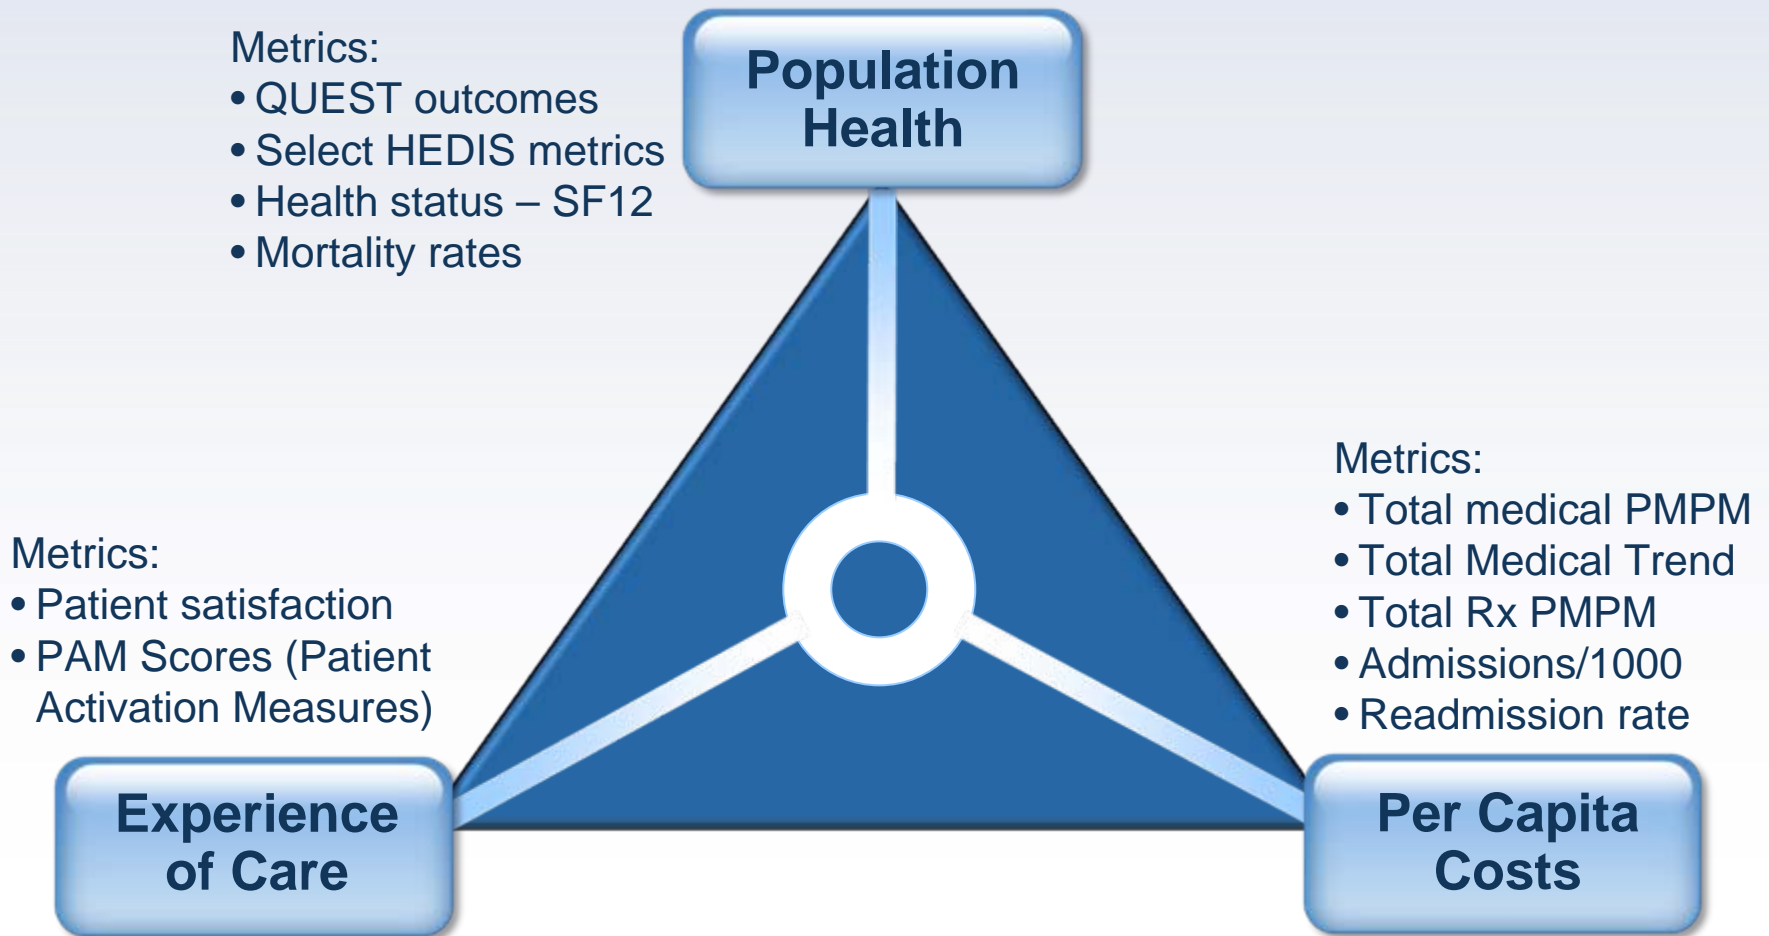 Metrics:
• QUEST outcomes
• Select HEDIS metrics
• Health status – SF12
• Mortality rates
Population
Health
Metrics:
• Patient satisfaction
• PAM Scores (Patient
Activation Measures)
Metrics:
• Total medical PMPM
• Total Medical Trend
• Total Rx PMPM
• Admissions/1000
• Readmission rate
Experience
of Care
Per Capita
Costs